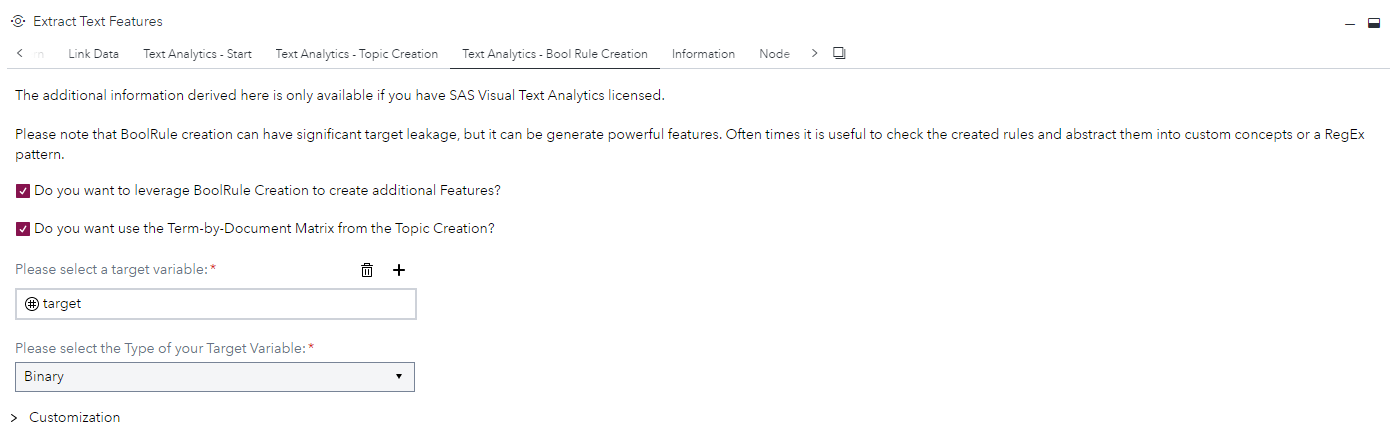 Extract Text Features
Link Data Text Analytics - Start Text Analytics - Topic Creation Text Analytics - Bool Rule Creation Information Node
The additional information derived here is only available if you have SAS Visual Text Analytics licensed.
Please note that BoolRule creation can have significant target leakage, but it can be generate powerful features. Often times it is useful to check the created rules and abstract them into custom concepts or a RegEx
pattern.
Do you want to leverage BoolRule Creation to create additional Features?
Do you want use the Term-by-Document Matrix from the Topic Creation?
Please select a target variable:*
target
Please select the Type of your Target Variable:*
Binary
Customization